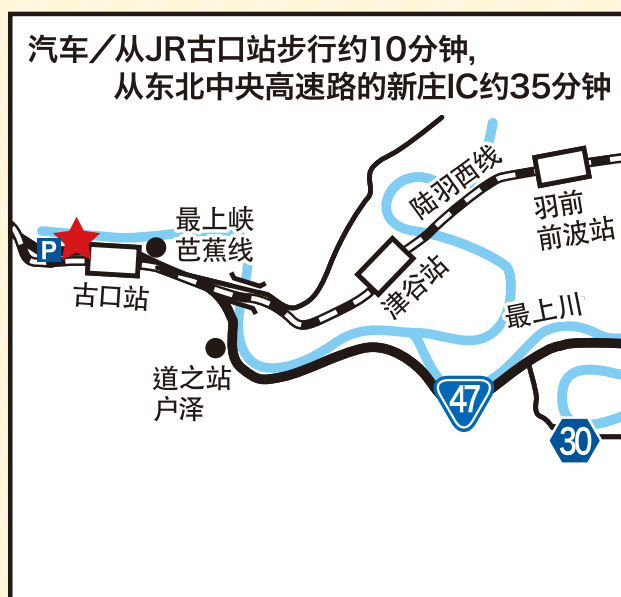 汽车／从JR古口站步行约10分钟,
从东北中央高速路的新庄IC约35分钟
陆羽西线
羽前
前波站
最上峡
芭蕉线
P
古口站
津谷站
最上川
道之站
户泽
47
30